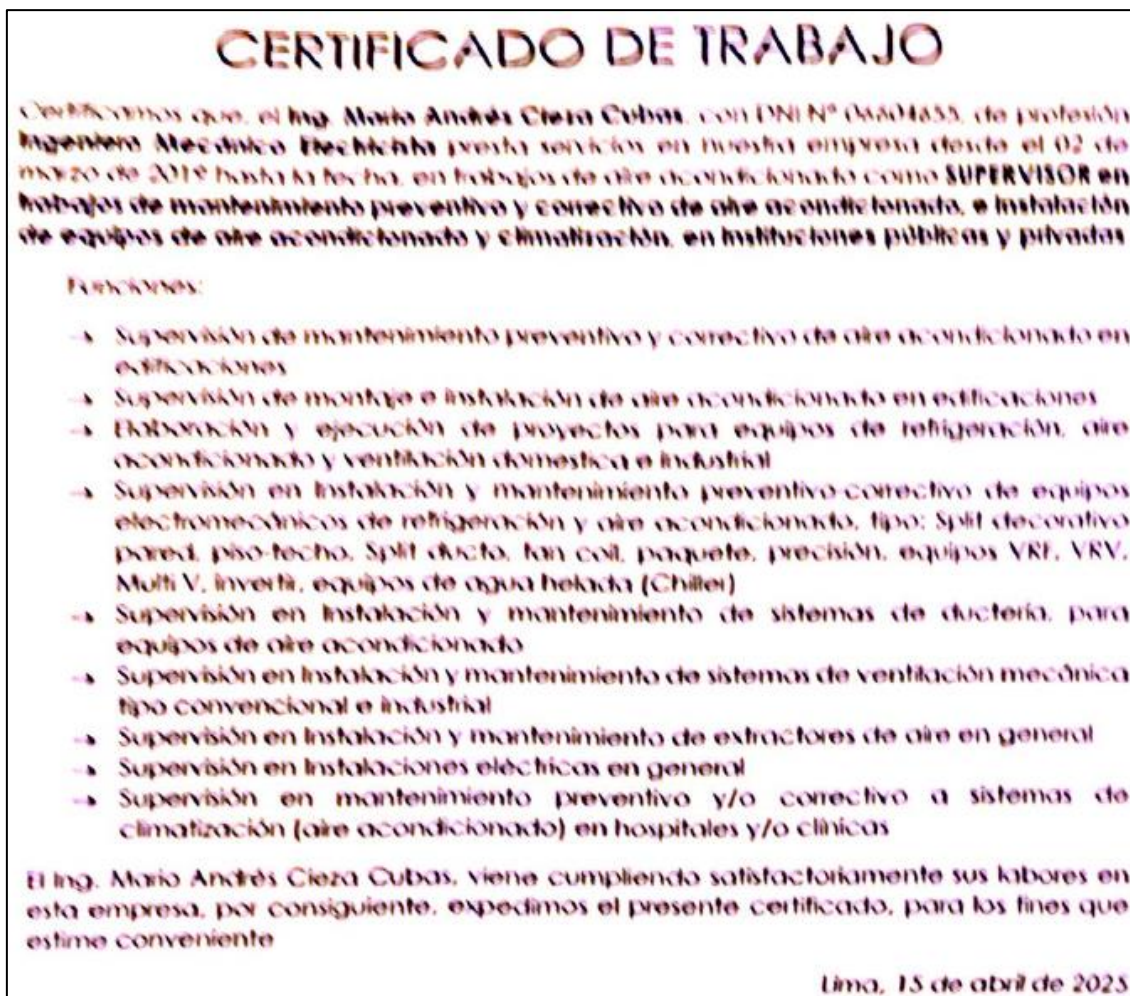 CERTIFICADO DE TRABAJO
Certificamos que, el Ing. Mario Andrés Cieza Cubas, con DNI N° de profesión
Ingeniero Mecánico Electricista presta servicios en nuestra empresa desde el 02 de
marzo de 2019 hasta la fecha, en trabajos de aire acondicionado como SUPERVISOR en
trabajos de mantenimiento preventivo y correctivo de aire acondicionado, e Instalación
de equipos de aire acondicionado y climatización, en Instituciones públicas y privadas
Funciones:
→ Supervisión de mantenimiento preventivo y correctivo de aire acondicionado en
edificaciones
→ Supervisión de montaje e instalación de aire acondicionado en edificaciones
→ Elaboración y ejecución de proyectos para equipos de refrigeración, aire
acondicionado y ventilación domestica e industrial
→ Supervisión en Instalación y mantenimiento preventivo-correctivo de equipos
electromecánicos de refrigeración y aire acondicionado, tipo: Split decorativo
pared, piso-techo, Split ducto, fan coil, paquete, precisión, equipos VRF, VRV,
Multi V, invertir, equipos de agua helada (Chiller)
→ Supervisión en Instalación y mantenimiento de sistemas de ductería, para
equipos de aire acondicionado
→ Supervisión en Instalación y mantenimiento de sistemas de ventilación mecánica
tipo convencional e industrial
→ Supervisión en Instalación y mantenimiento de extractores de aire en general
→ Supervisión en Instalaciones eléctricas en general
→ Supervisión en mantenimiento preventivo y/o correctivo a sistemas de
climatización (aire acondicionado) en hospitales y/o clínicas
El Ing. Mario Andrés Cieza Cubas, viene cumpliendo satisfactoriamente sus labores en
esta empresa, por consiguiente, expedimos el presente certificado, para los fines que
estime conveniente
Lima, 15 de abril de 2025